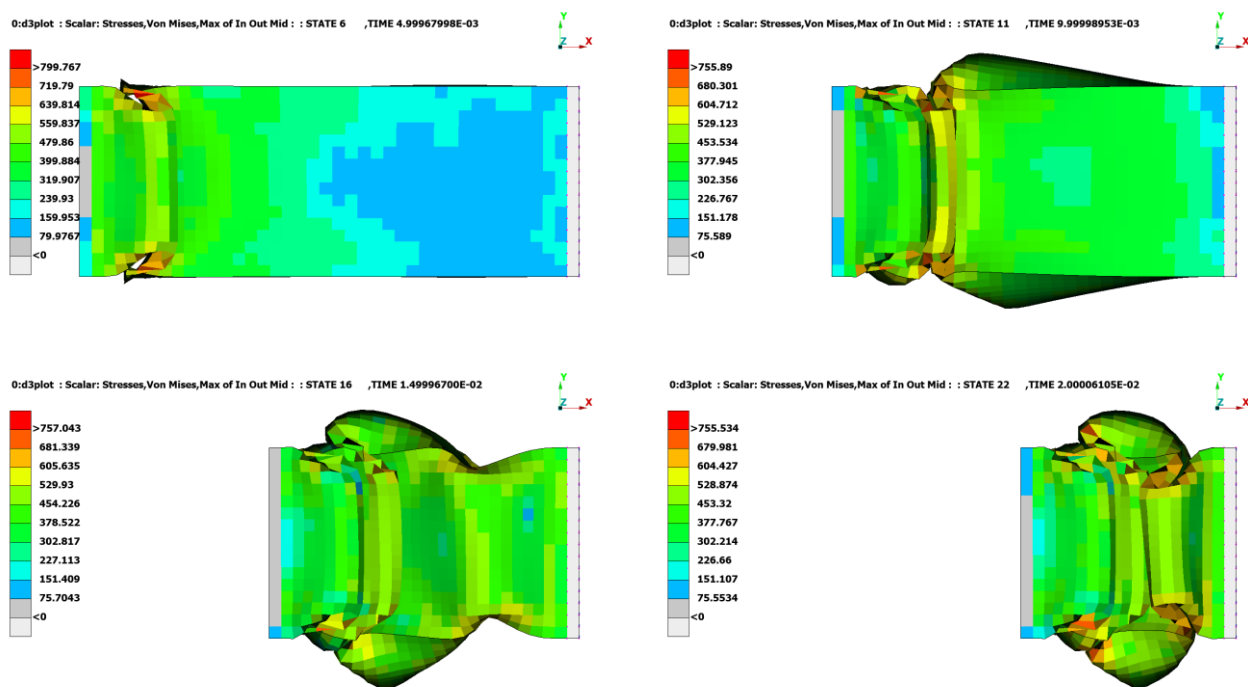 0:d3plot : Scalar: Stresses,Von Mises,Max of In Out Mid : : STATE 6 ,TIME 4.99967998E-03
Y
Z
X
>799.767
719.79
639.814
559.837
479.86
399.884
319.907
239.93
159.953
79.9767
<0
0:d3plot : Scalar: Stresses,Von Mises,Max of In Out Mid : : STATE 11 ,TIME 9.99998953E-03
Y
Z
X
>755.89
680.301
604.712
529.123
453.534
377.945
302.356
226.767
151.178
75.589
<0
0:d3plot : Scalar: Stresses,Von Mises,Max of In Out Mid : : STATE 16 ,TIME 1.49996700E-02
Y
Z
X
>757.043
681.339
605.635
529.93
454.226
378.522
302.817
227.113
151.409
75.7043
<0
0:d3plot : Scalar: Stresses,Von Mises,Max of In Out Mid : : STATE 22 ,TIME 2.00006105E-02
Y
Z
X
>755.534
679.981
604.427
528.874
453.32
377.767
302.214
226.66
151.107
75.5534
<0